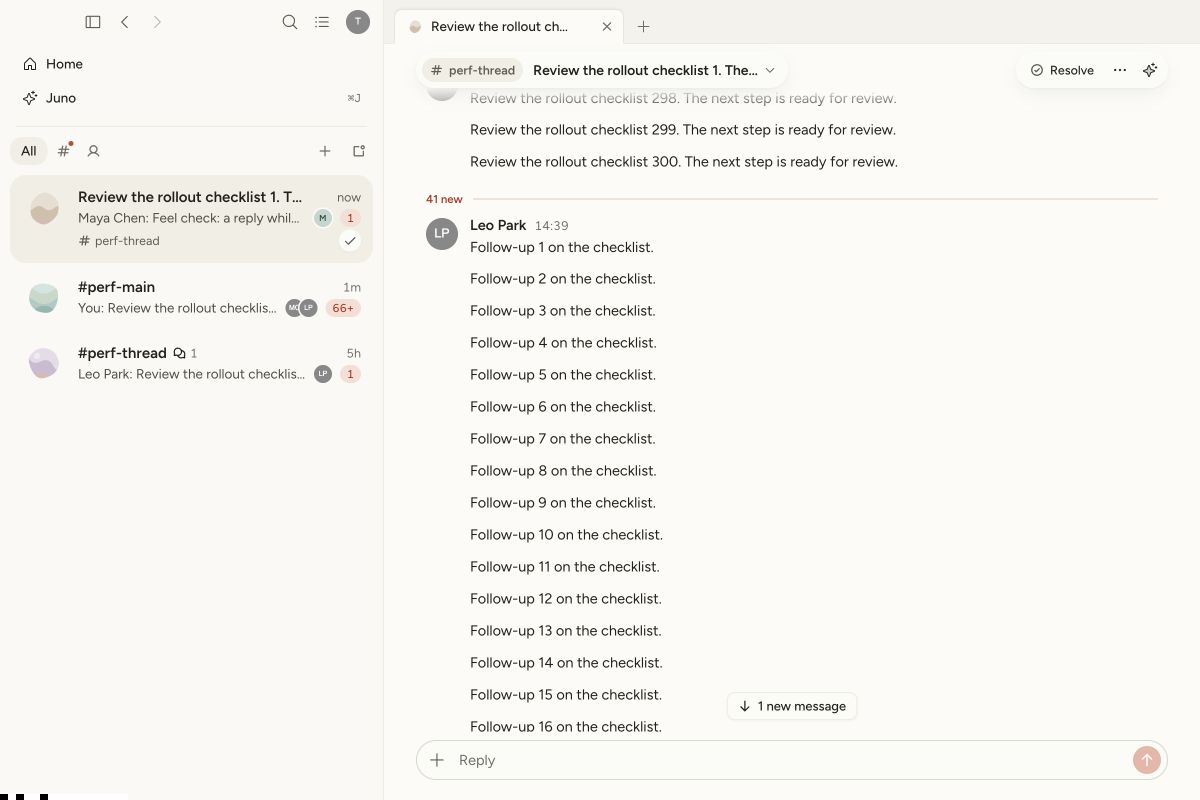 T
Review the rollout ch...
Home
Juno
⌘J
All
Review the rollout checklist 1. T...
now
Maya Chen: Feel check: a reply whil...
M
1
# perf-thread
#perf-main
1m
You: Review the rollout checklis...
MC
LP
66+
#perf-thread
1
5h
Leo Park: Review the rollout checklis...
LP
1
# perf-thread
Review the rollout checklist 1. The...
Resolve
Review the rollout checklist 298. The next step is ready for review.
Review the rollout checklist 299. The next step is ready for review.
Review the rollout checklist 300. The next step is ready for review.
41 new
LP
Leo Park 14:39
Follow-up 1 on the checklist.
Follow-up 2 on the checklist.
Follow-up 3 on the checklist.
Follow-up 4 on the checklist.
Follow-up 5 on the checklist.
Follow-up 6 on the checklist.
Follow-up 7 on the checklist.
Follow-up 8 on the checklist.
Follow-up 9 on the checklist.
Follow-up 10 on the checklist.
Follow-up 11 on the checklist.
Follow-up 12 on the checklist.
Follow-up 13 on the checklist.
Follow-up 14 on the checklist.
Follow-up 15 on the checklist.
Follow-up 16 on the checklist.
1 new message
Reply